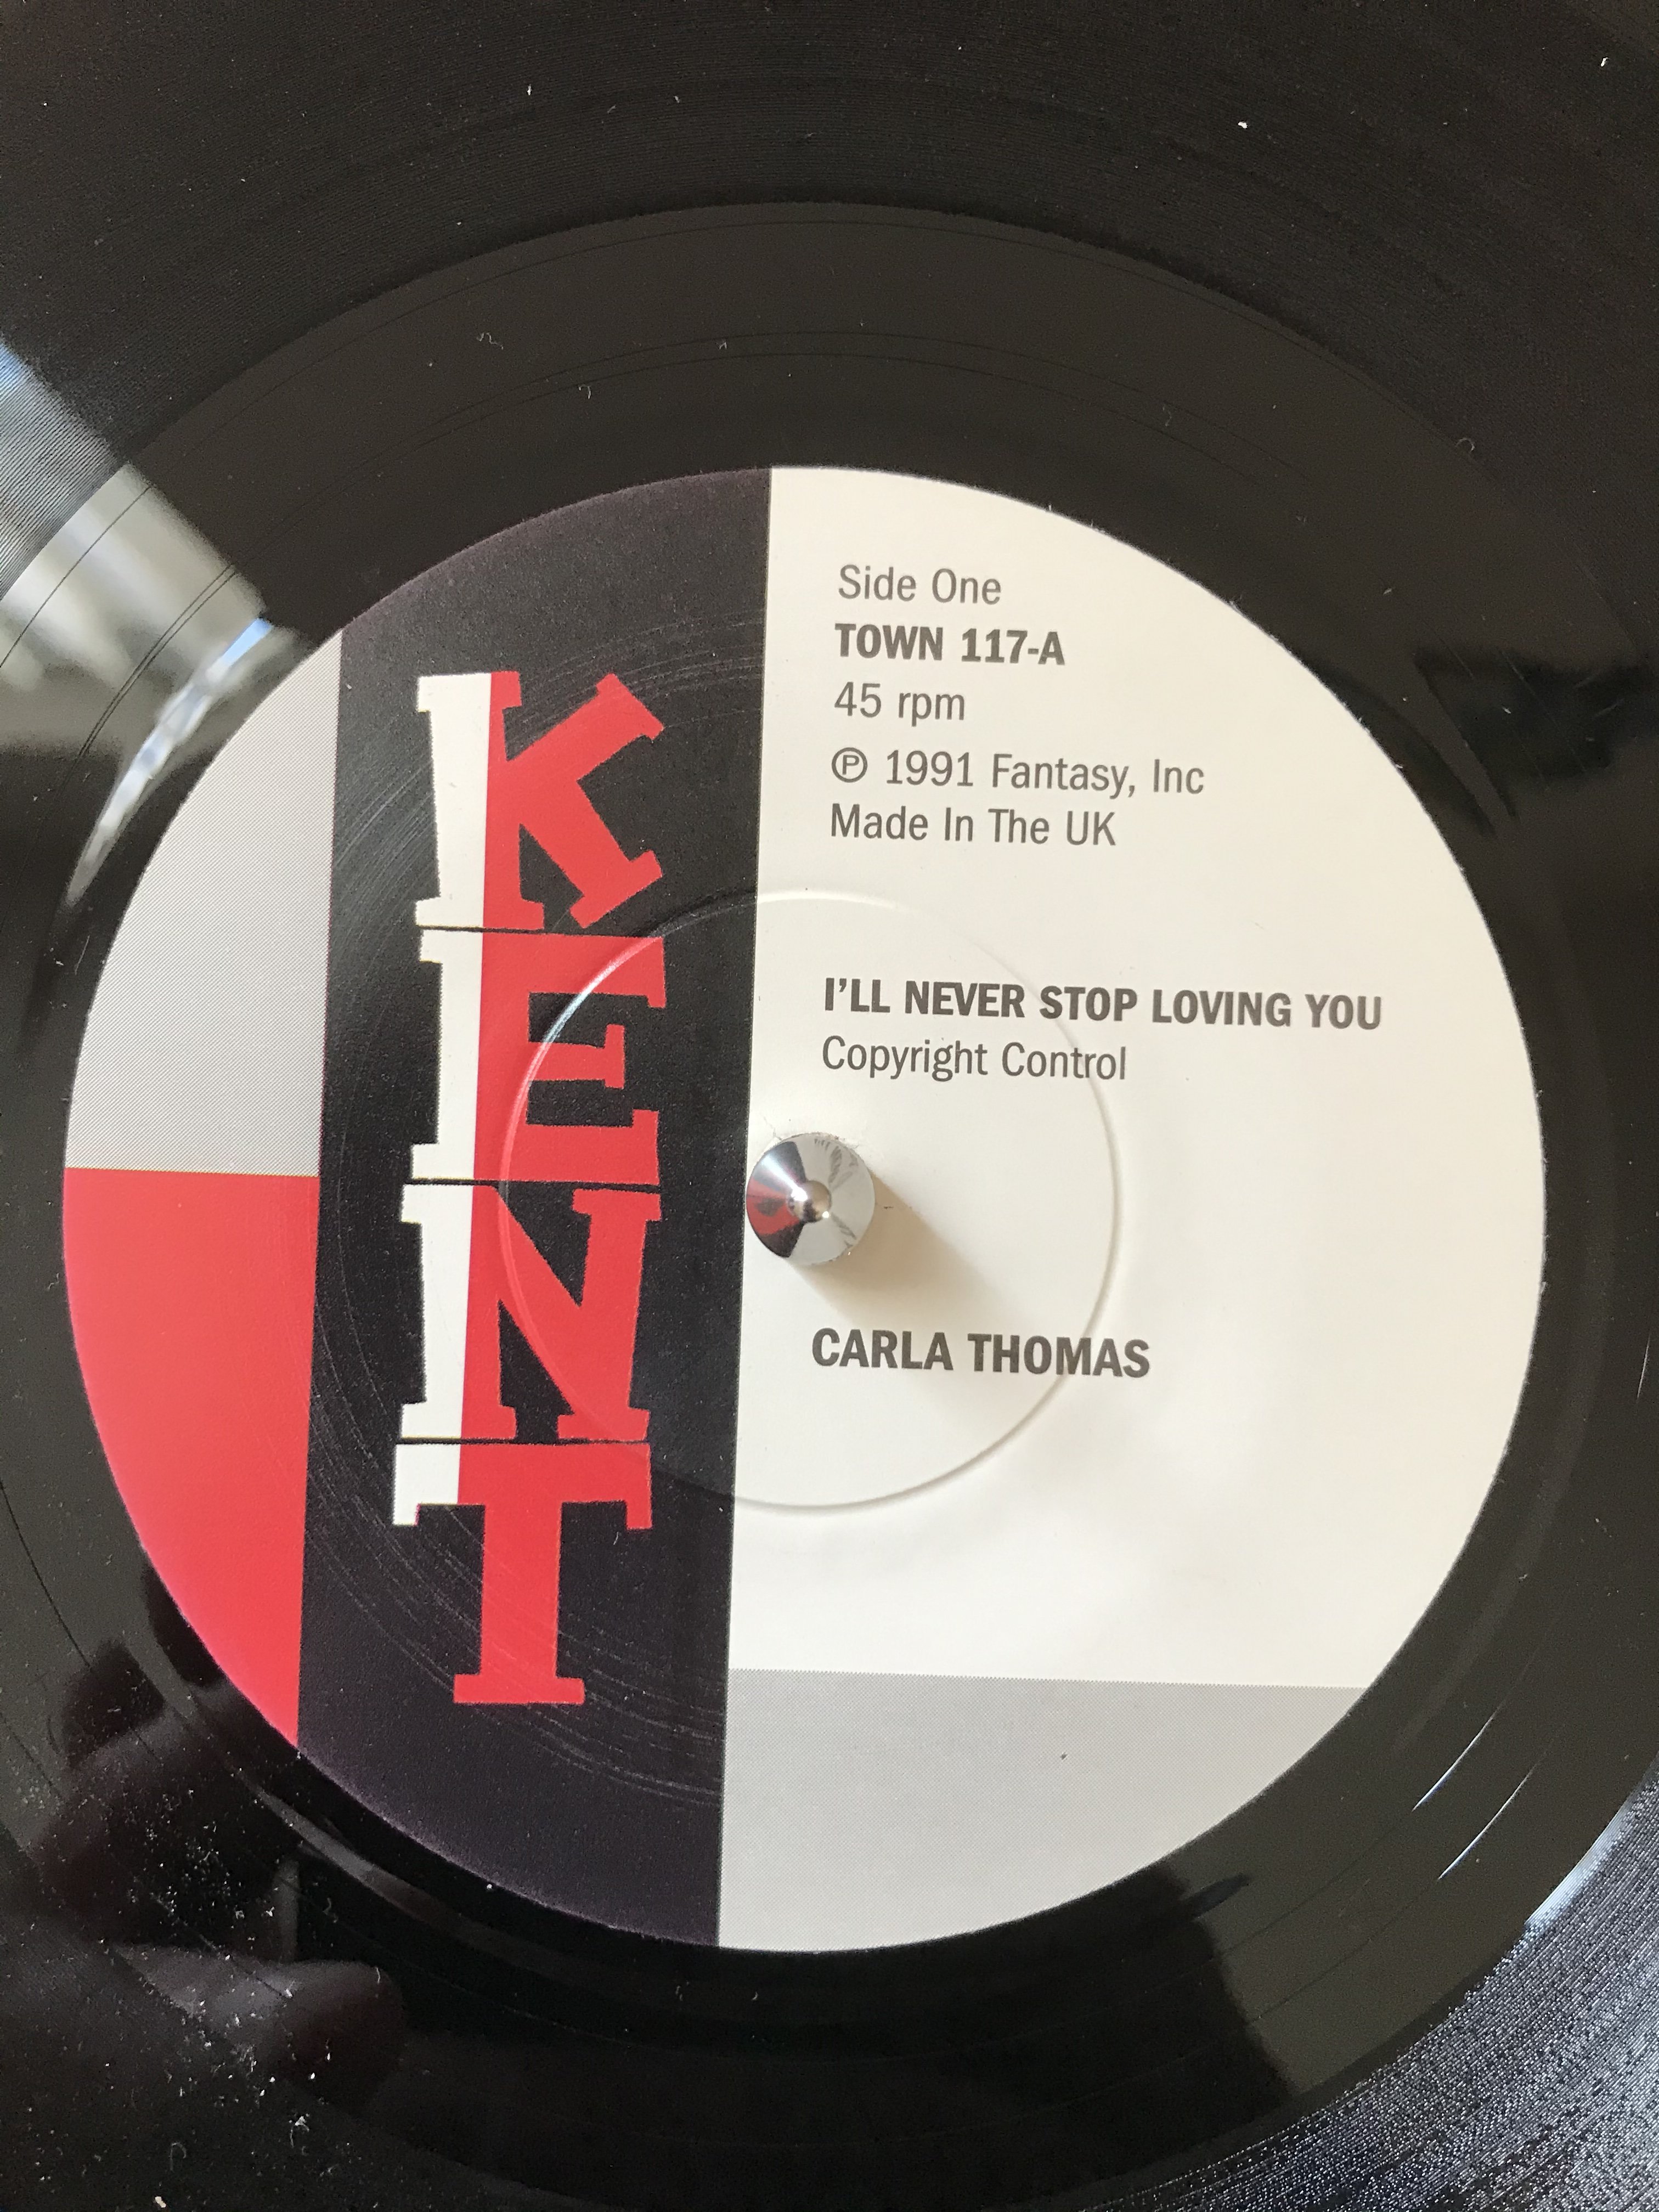 KENT
Side One
TOWN 117-A
45 rpm
℗ 1991 Fantasy, Inc
Made In The UK
I'LL NEVER STOP LOVING YOU
Copyright Control
CARLA THOMAS